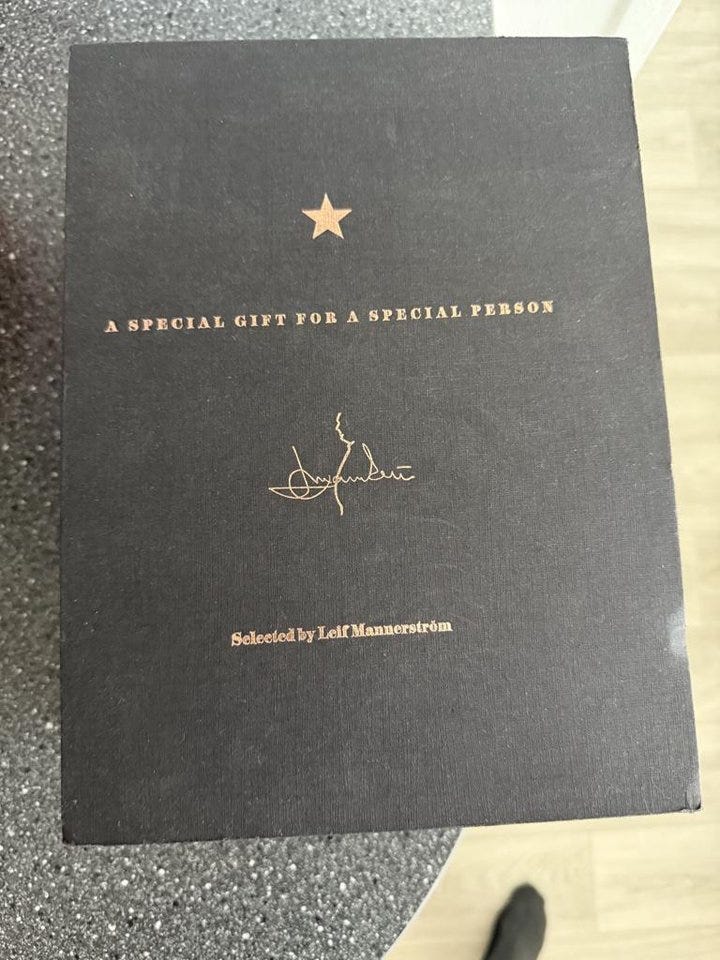 A SPECIAL GIFT FOR A SPECIAL PERSON
Selected by Leif Mannerström